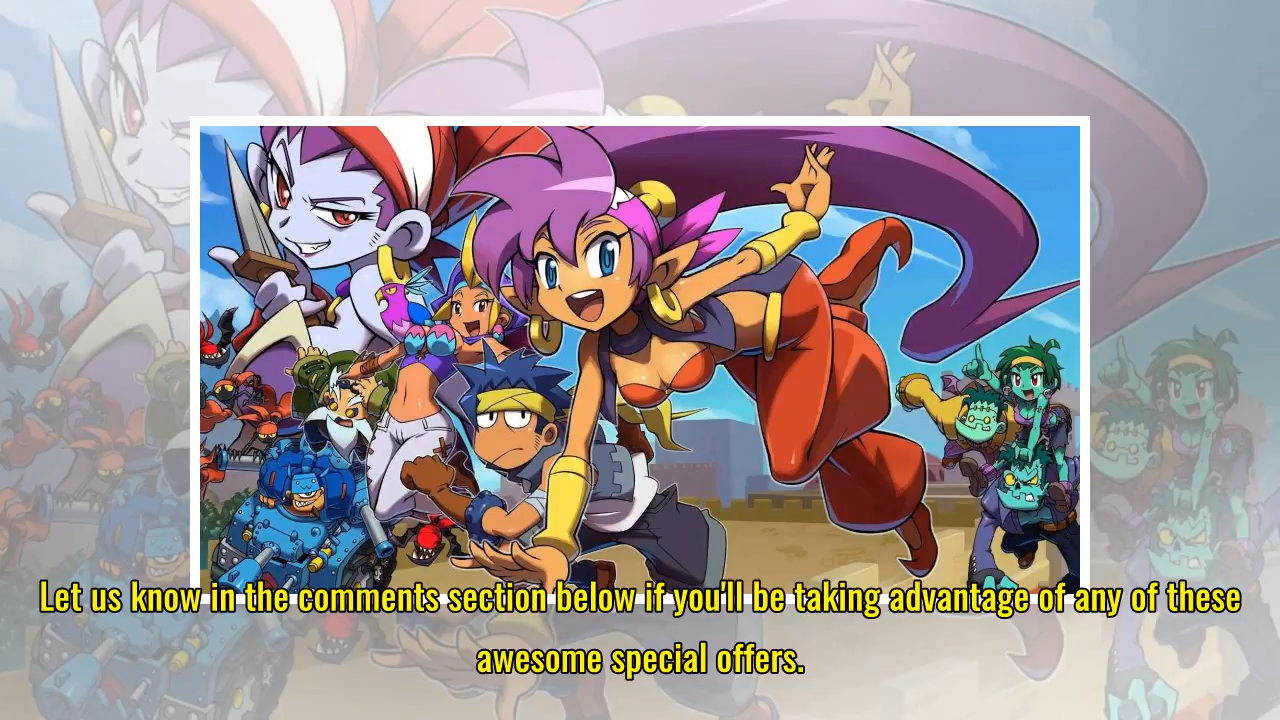 Let us know in the comments section below if you'll be taking advantage of any of these
awesome special offers.